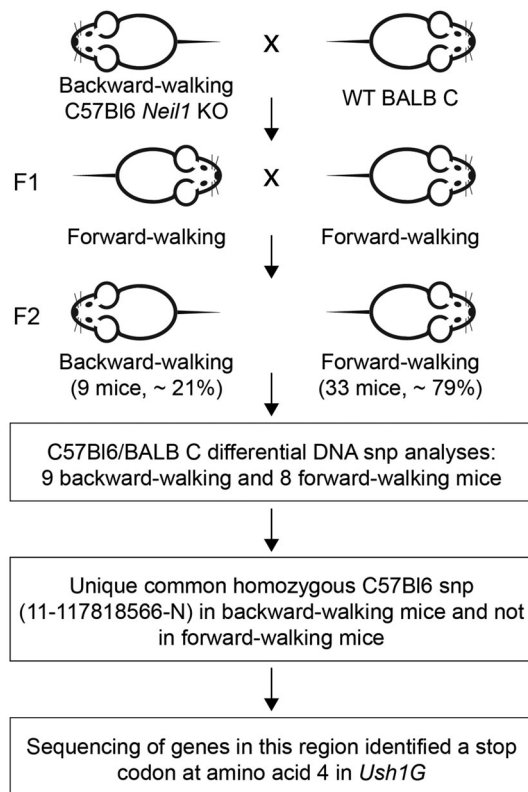 X
Backward-walking
C57Bl6 Neil1 KO
WT BALB C
F1
X
Forward-walking
Forward-walking
F2
Backward-walking
(9 mice, ~ 21%)
Forward-walking
(33 mice, ~ 79%)
C57Bl6/BALB C differential DNA snp analyses:
9 backward-walking and 8 forward-walking mice
Unique common homozygous C57Bl6 snp
(11-117818566-N) in backward-walking mice and not
in forward-walking mice
Sequencing of genes in this region identified a stop
codon at amino acid 4 in Ush1G